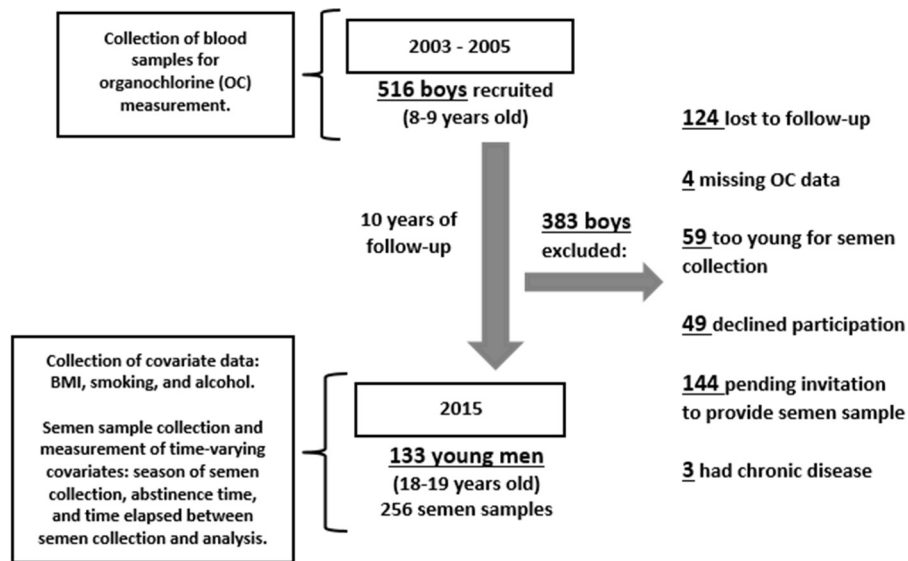 Collection of blood
samples for
organochlorine (OC)
measurement.
2003 - 2005
516 boys recruited
(8-9 years old)
10 years of
follow-up
383 boys
excluded:
124 lost to follow-up
4 missing OC data
59 too young for semen
collection
49 declined participation
144 pending invitation
to provide semen sample
3 had chronic disease
Collection of covariate data:
BMI, smoking, and alcohol.
Semen sample collection and
measurement of time-varying
covariates: season of semen
collection, abstinence time,
and time elapsed between
semen collection and analysis.
2015
133 young men
(18-19 years old)
256 semen samples